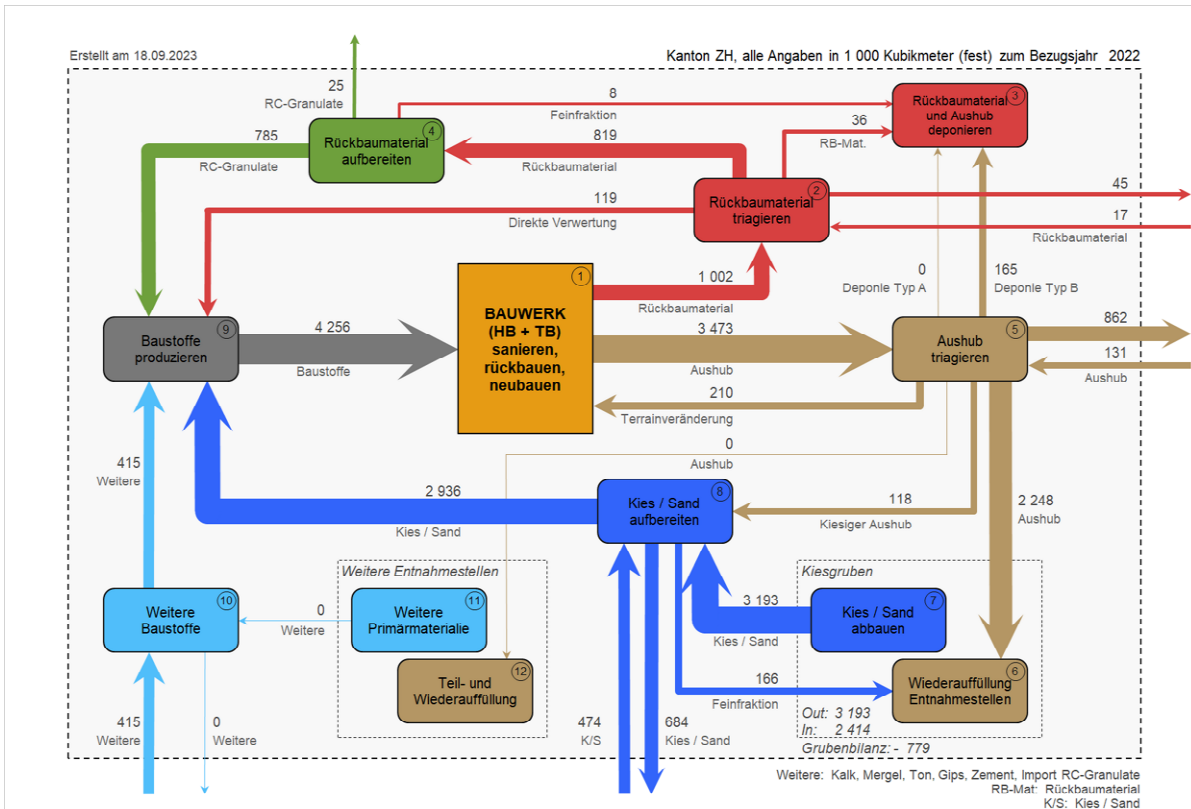 Erstellt am 18.09.2023
Kanton ZH, alle Angaben in 1 000 Kubikmeter (fest) zum Bezugsjahr 2022
25
RC-Granulate
8
Feinfraktion
3
Rückbaumaterial
und Aushub
deponieren
4
Rückbaumaterial
aufbereiten
785
RC-Granulate
819
Rückbaumaterial
36
RB-Mat.
2
Rückbaumaterial
triagieren
45
17
Rückbaumaterial
119
Direkte Verwertung
0
Deponie Typ A
165
Deponie Typ B
1
BAUWERK
(HB + TB)
sanieren,
rückbauen,
neubauen
1 002
Rückbaumaterial
9
Baustoffe
produzieren
4 256
Baustoffe
3 473
Aushub
5
Aushub
triagieren
862
131
Aushub
210
Terrainveränderung
0
Aushub
415
Weitere
2 936
Kies / Sand
8
Kies / Sand
aufbereiten
118
Kiesiger Aushub
2 248
Aushub
Weitere Entnahmestellen
Kiesgruben
10
Weitere
Baustoffe
0
Weitere
11
Weitere
Primärmaterialie
3 193
Kies / Sand
7
Kies / Sand
abbauen
12
Teil- und
Wiederauffüllung
6
Wiederauffüllung
Entnahmestellen
166
Feinfraktion
415
Weitere
0
Weitere
474
K/S
684
Kies / Sand
Out: 3 193
In: 2 414
Grubenbilanz: - 779
Weitere: Kalk, Mergel, Ton, Gips, Zement, Import RC-Granulate
RB-Mat: Rückbaumaterial
K/S: Kies / Sand